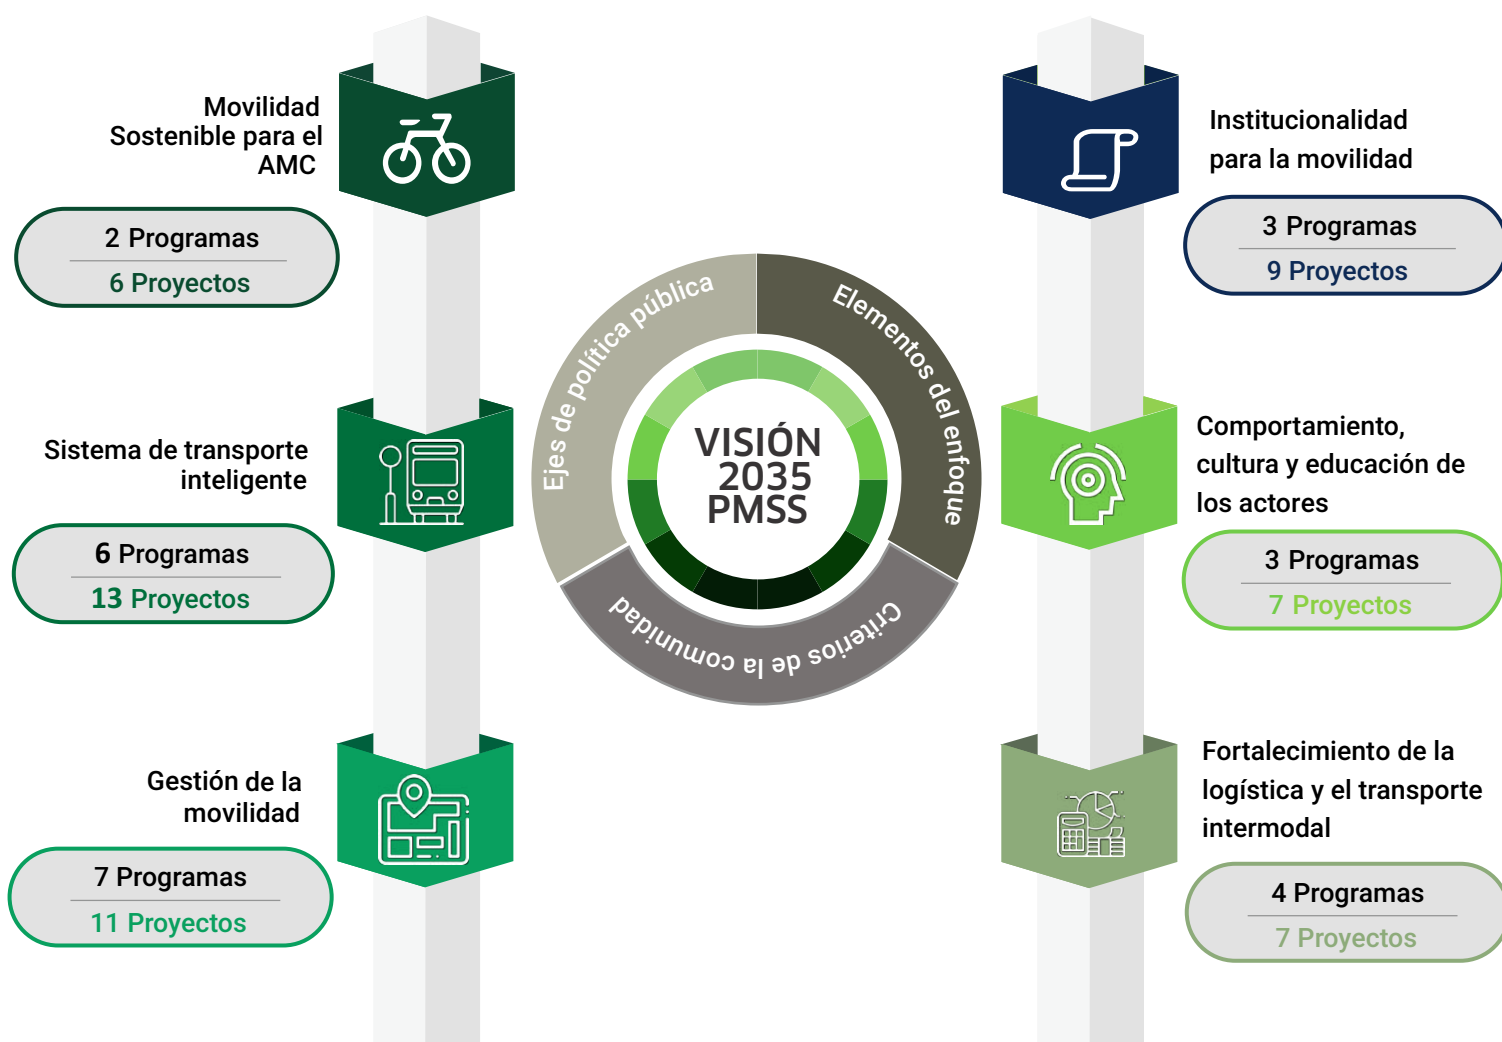 Movilidad
Sostenible para el
AMC
2 Programas
6 Proyectos
Sistema de transporte
inteligente
6 Programas
13 Proyectos
Gestión de la
movilidad
7 Programas
11 Proyectos
Ejes de política pública
Elementos del enfoque
Criterios de la comunidad
VISIÓN
2035
PMSS
Institucionalidad
para la movilidad
3 Programas
9 Proyectos
Comportamiento,
cultura y educación de
los actores
3 Programas
7 Proyectos
Fortalecimiento de la
logística y el transporte
intermodal
4 Programas
7 Proyectos